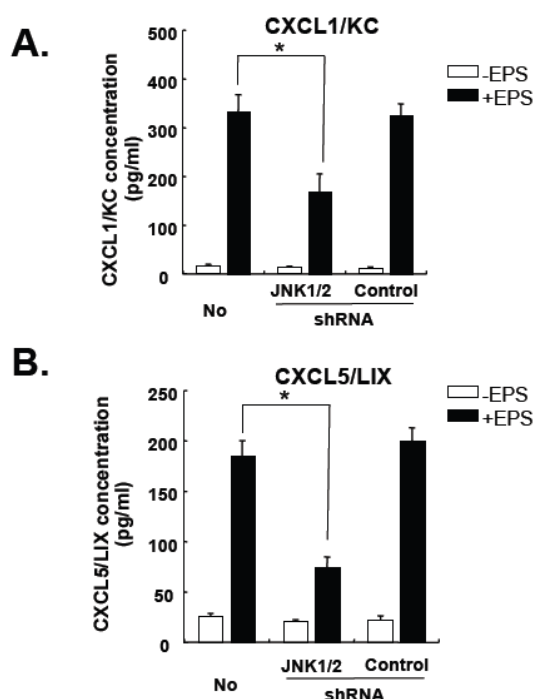 A.
CXCL1/KC
CXCL1/KC concentration
(pg/ml)
500
400
300
200
100
0
*
-EPS
+EPS
No
JNK1/2
Control
shRNA
B.
CXCL5/LIX
CXCL5/LIX concentration
(pg/ml)
250
200
150
100
50
0
*
-EPS
+EPS
No
JNK1/2
Control
shRNA